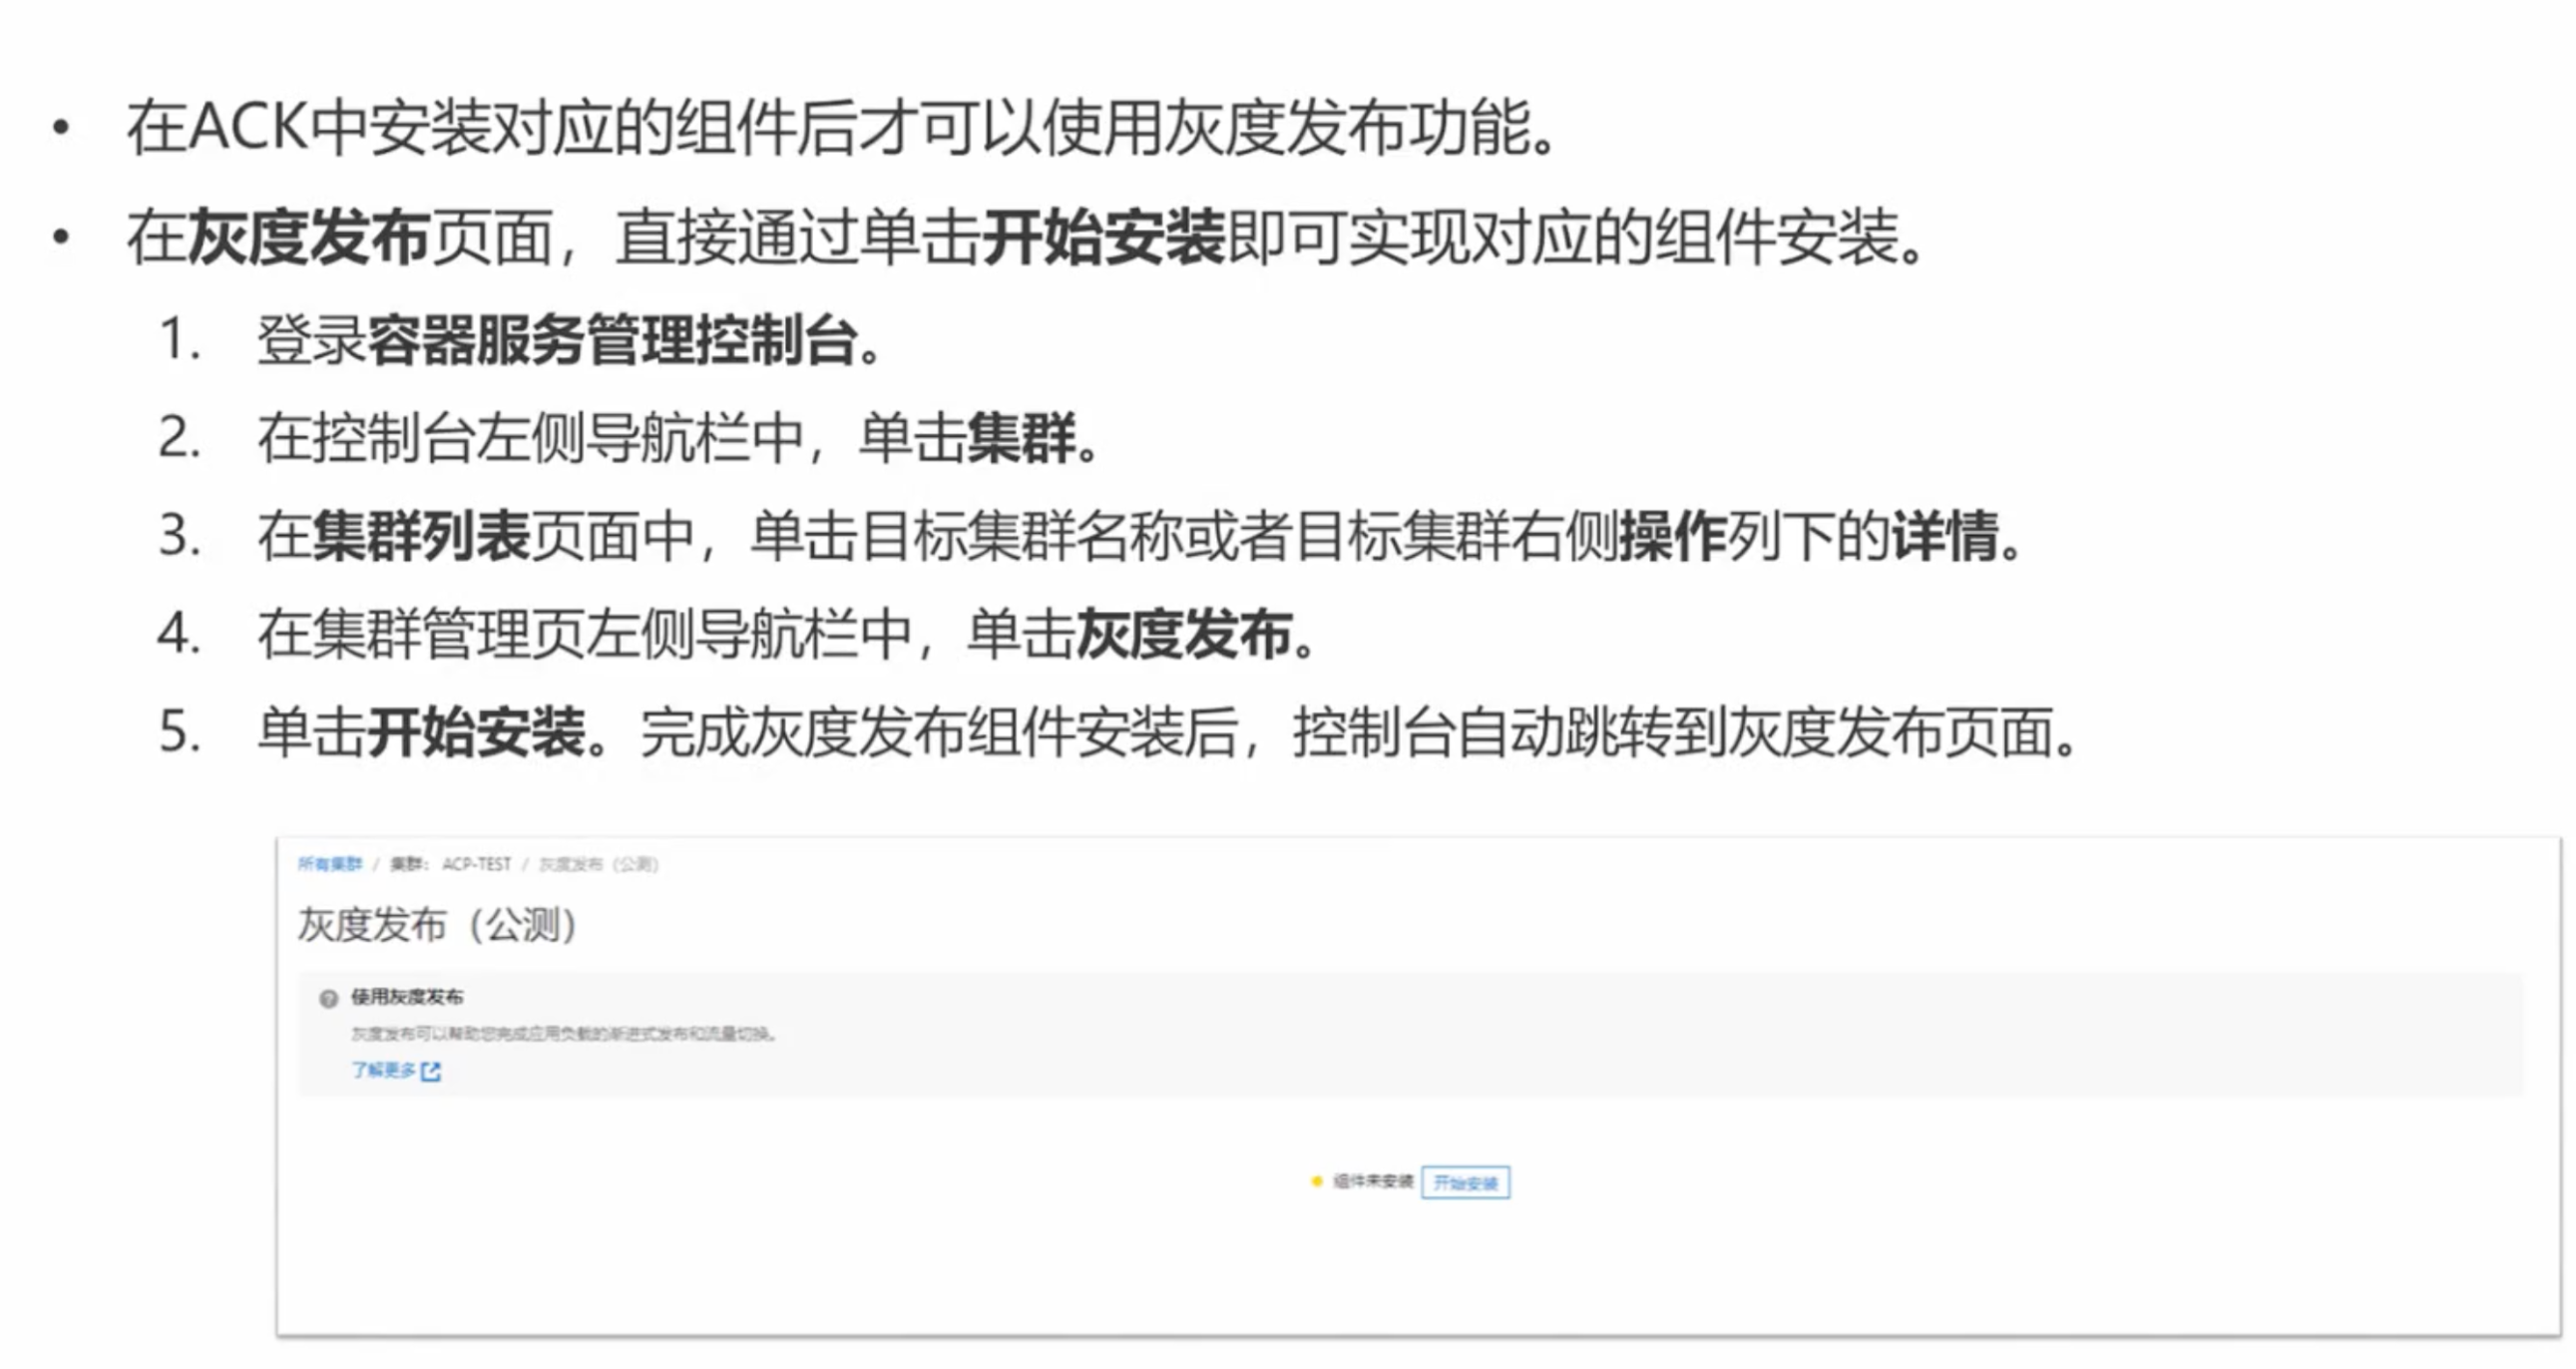 • 在ACK中安装对应的组件后才可以使用灰度发布功能。
• 在灰度发布页面，直接通过单击开始安装即可实现对应的组件安装。
1. 登录容器服务管理控制台。
2. 在控制台左侧导航栏中，单击集群。
3. 在集群列表页面中，单击目标集群名称或者目标集群右侧操作列下的详情。
4. 在集群管理页左侧导航栏中，单击灰度发布。
5. 单击开始安装。完成灰度发布组件安装后，控制台自动跳转到灰度发布页面。
所有集群 / 集群： ACP-TEST / 灰度发布（公测）
灰度发布（公测）
使用灰度发布
灰度发布可以帮助您完成应用负载的渐进式发布和流量切换。
了解更多
组件未安装 开始安装